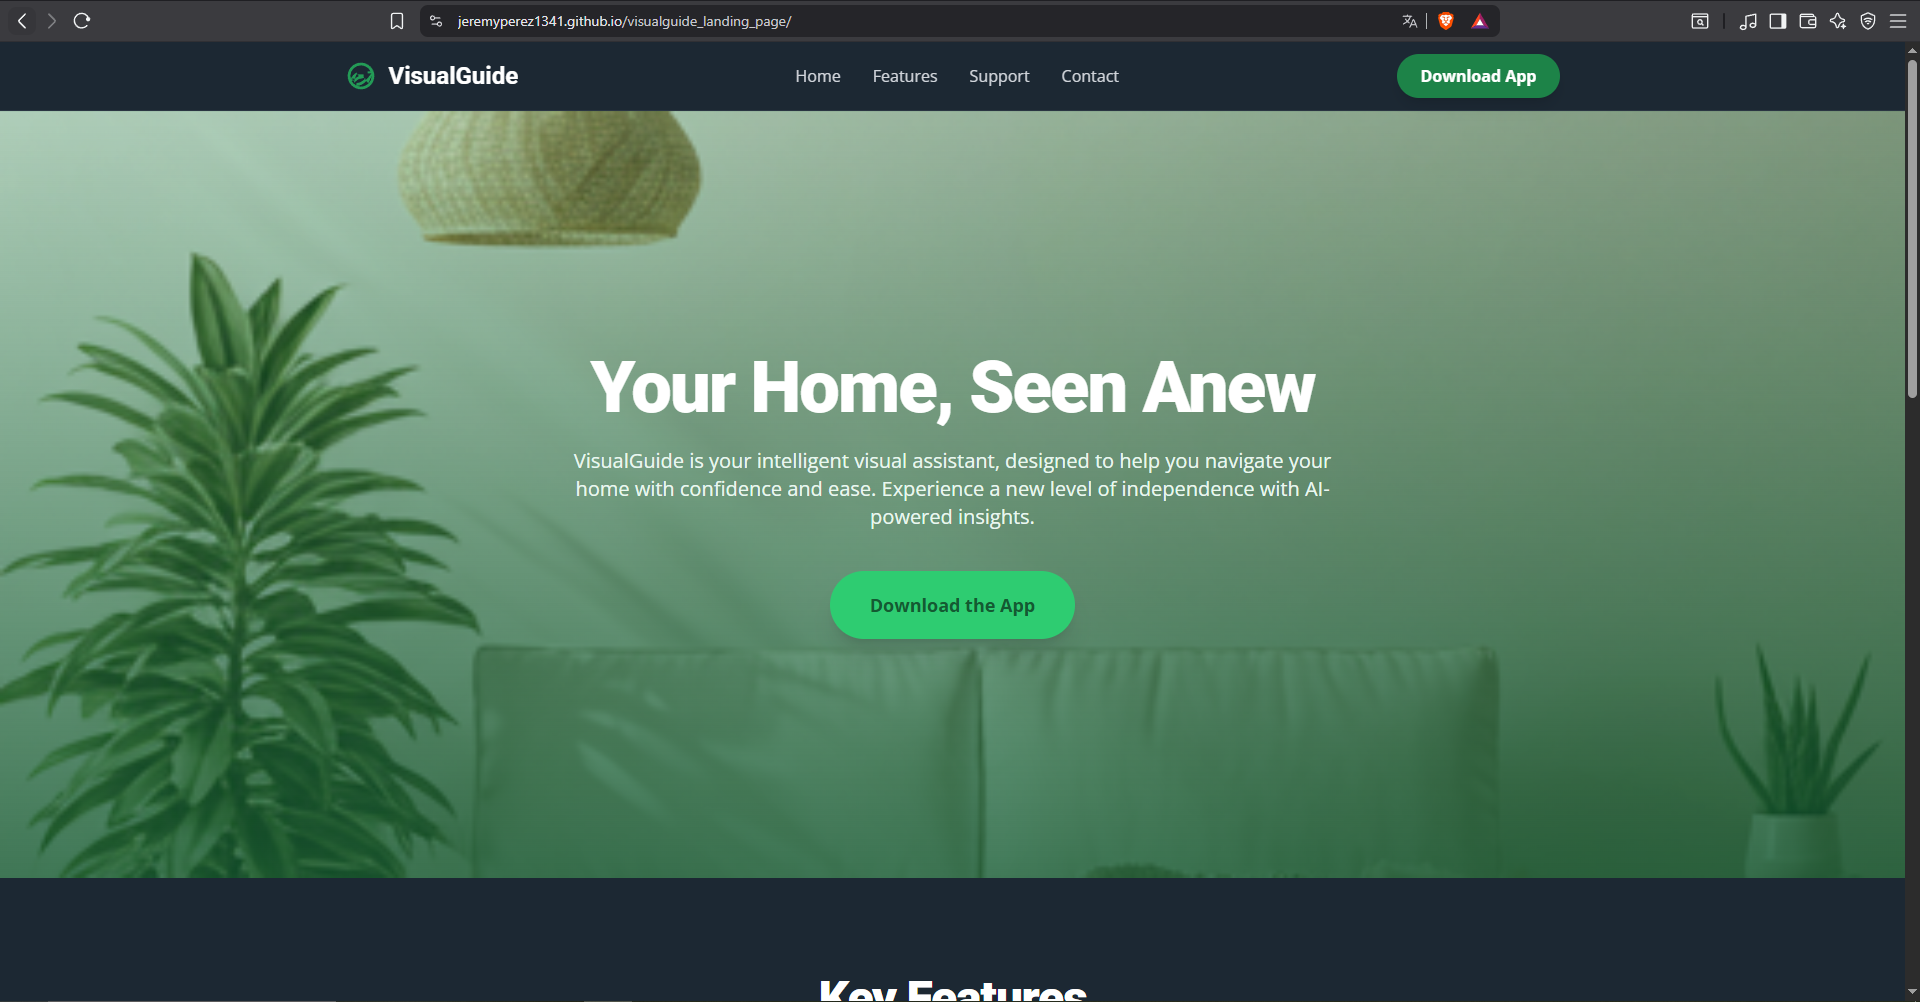 jeremyperez1341.github.io/visualguide_landing_page/
VisualGuide
Home
Features
Support
Contact
Download App
Your Home, Seen Anew
VisualGuide is your intelligent visual assistant, designed to help you navigate your
home with confidence and ease. Experience a new level of independence with AI-
powered insights.
Download the App
Key Features